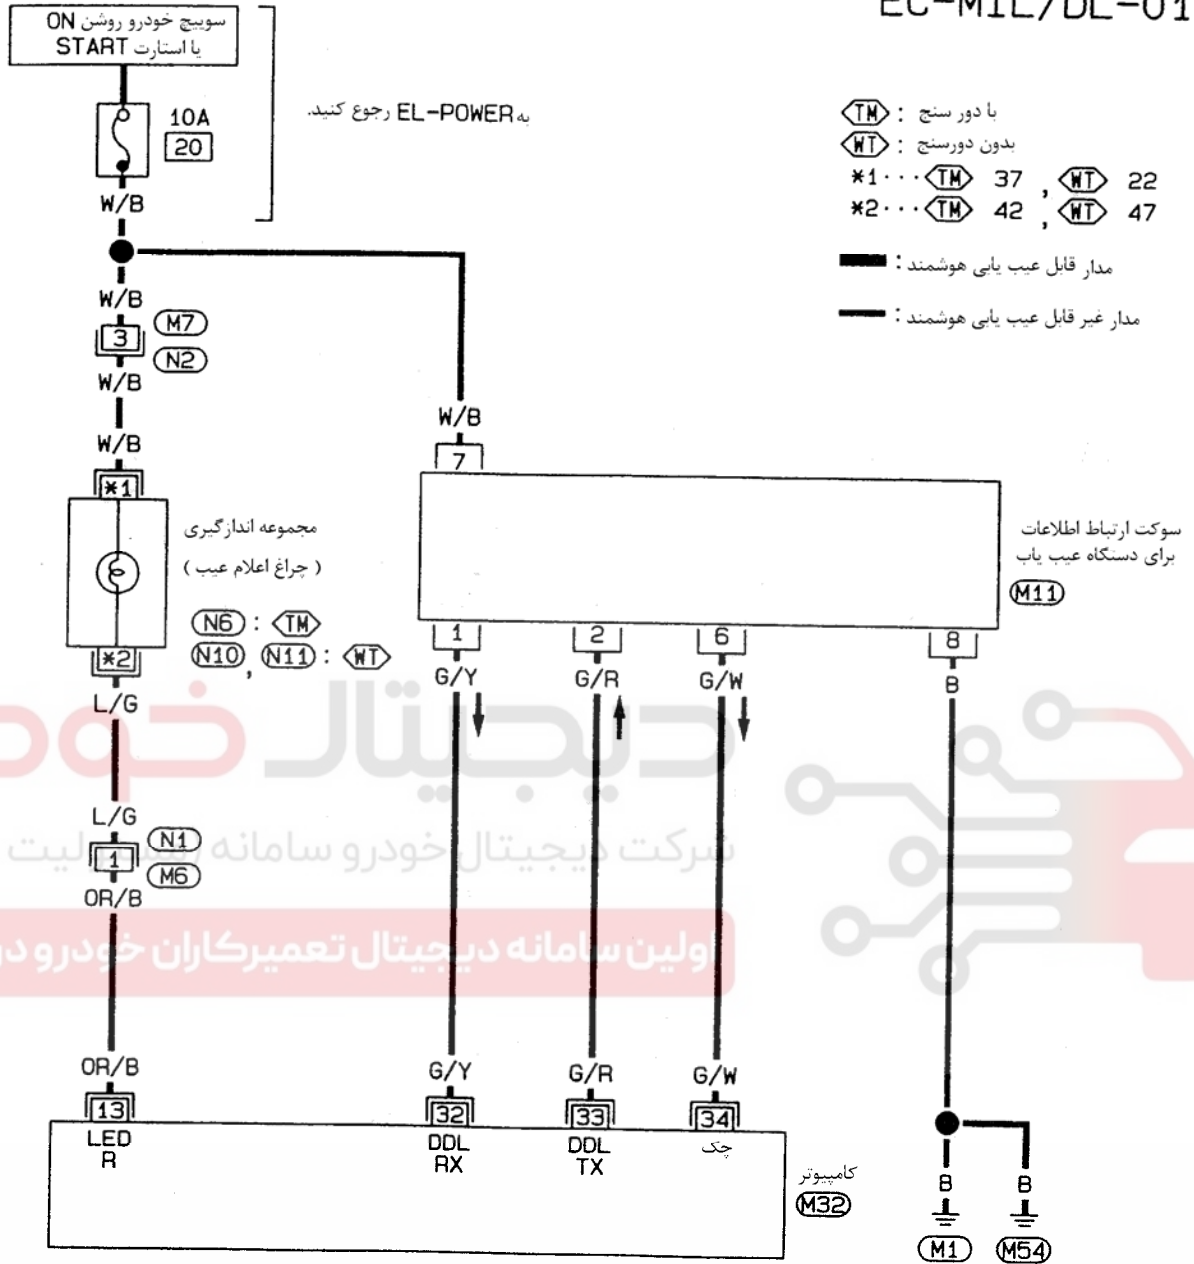 EC-MIL/DL-01
سوییچ خودرو روشن ON
یا استارت START
10A
20
به EL-POWER رجوع کنید.
TM : با دور سنج
WT : بدون دورسنج
*1··· TM 37 , WT 22
*2··· TM 42 , WT 47
مدار قابل عیب یابی هوشمند :
مدار غیر قابل عیب یابی هوشمند :
W/B
W/B
3
M7
N2
W/B
W/B
*1
W/B
7
مجموعه اندازگیری
( چراغ اعلام عیب )
N6 : TM
N10 , N11 : WT
*2
L/G
سوکت ارتباط اطلاعات
برای دستگاه عیب یاب
M11
1 2 6 8
G/Y G/R G/W B
دیجیتال خود
شرکت دیجیتال خودرو سامانه
اولین سامانه دیجیتال تعمیرکاران خودرو در
L/G
1
N1
M6
OR/B
OR/B G/Y G/R G/W
13 32 33 34
LED R
DDL RX
DDL TX
چک
کامپیوتر
M32
B B
M1 M54